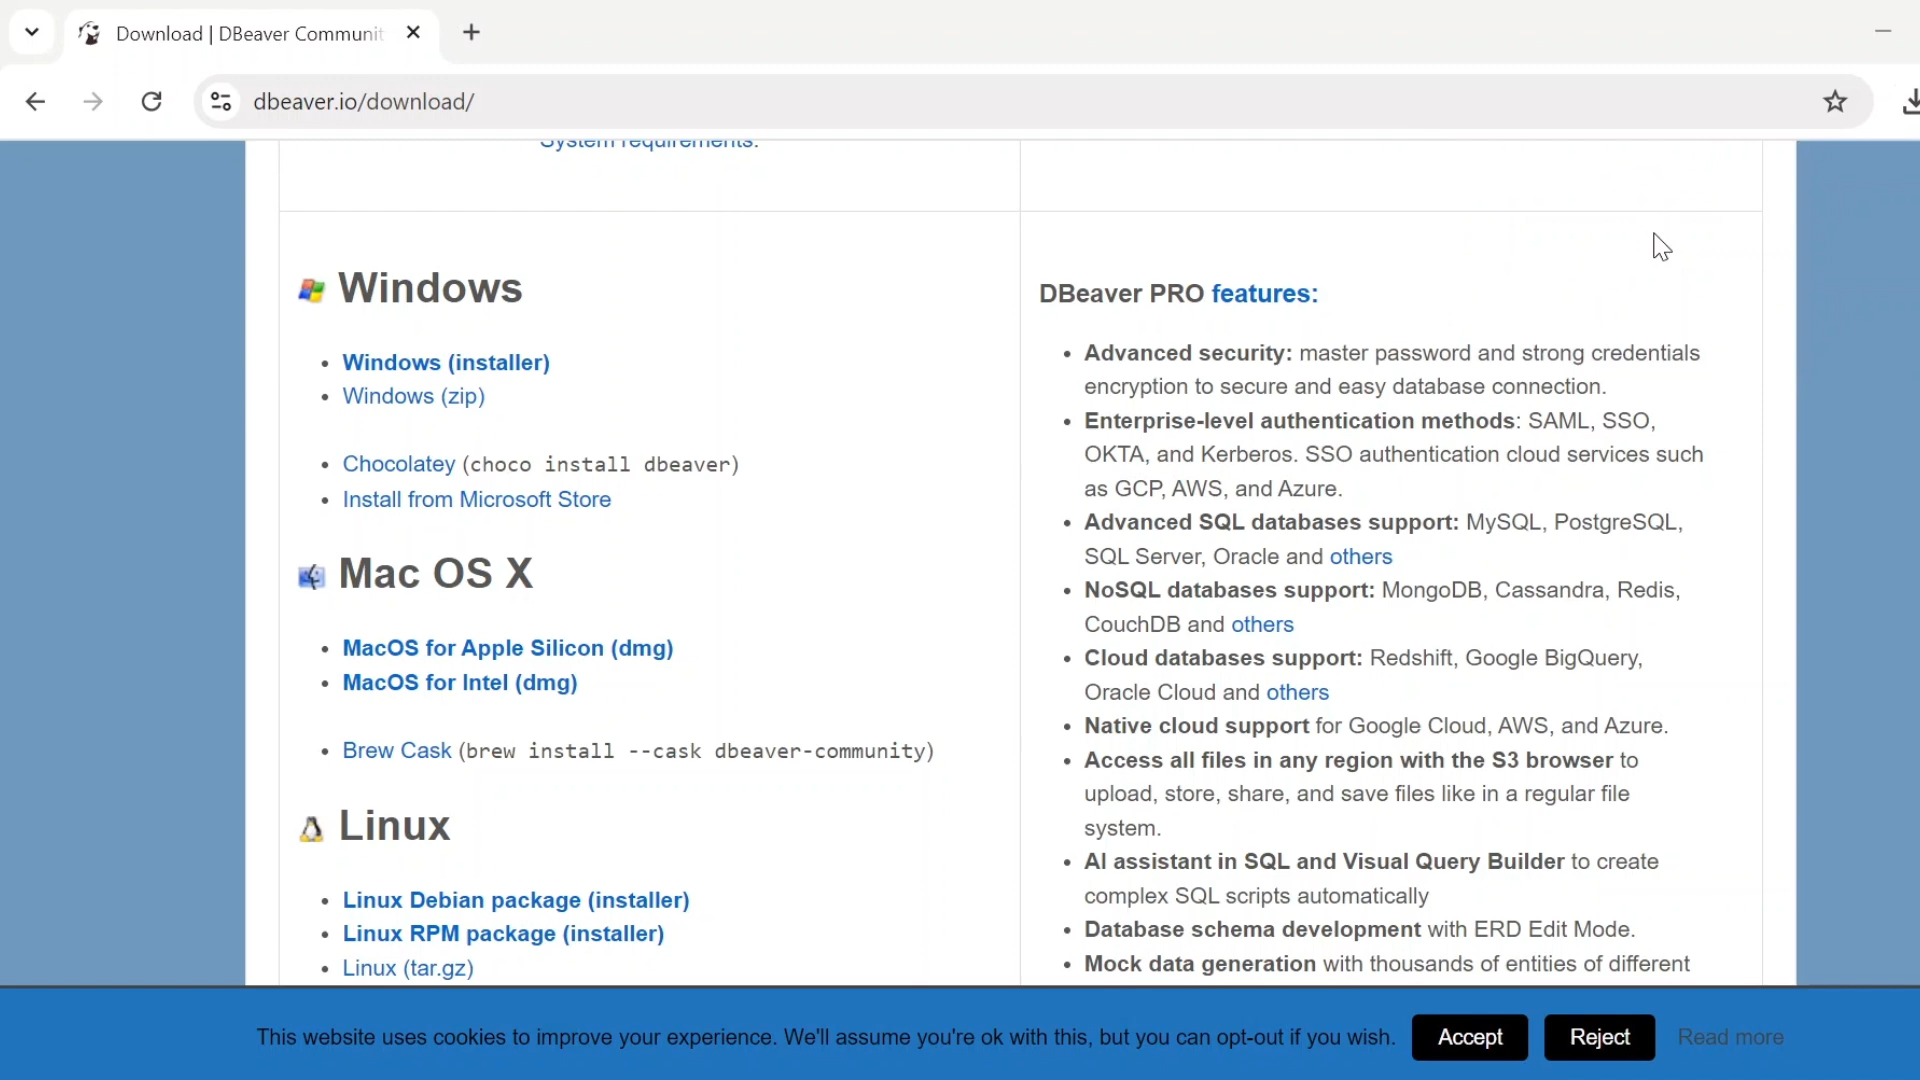 Download | DBeaver Communit
dbeaver.io/download/
System requirements.
Windows
Windows (installer)
Windows (zip)
Chocolatey (choco install dbeaver)
Install from Microsoft Store
Mac OS X
MacOS for Apple Silicon (dmg)
MacOS for Intel (dmg)
Brew Cask (brew install --cask dbeaver-community)
Linux
Linux Debian package (installer)
Linux RPM package (installer)
Linux (tar.gz)
DBeaver PRO features:
Advanced security: master password and strong credentials
encryption to secure and easy database connection.
Enterprise-level authentication methods: SAML, SSO,
OKTA, and Kerberos. SSO authentication cloud services such
as GCP, AWS, and Azure.
Advanced SQL databases support: MySQL, PostgreSQL,
SQL Server, Oracle and others
NoSQL databases support: MongoDB, Cassandra, Redis,
CouchDB and others
Cloud databases support: Redshift, Google BigQuery,
Oracle Cloud and others
Native cloud support for Google Cloud, AWS, and Azure.
Access all files in any region with the S3 browser to
upload, store, share, and save files like in a regular file
system.
AI assistant in SQL and Visual Query Builder to create
complex SQL scripts automatically
Database schema development with ERD Edit Mode.
Mock data generation with thousands of entities of different
This website uses cookies to improve your experience. We'll assume you're ok with this, but you can opt-out if you wish. Accept Reject Read more